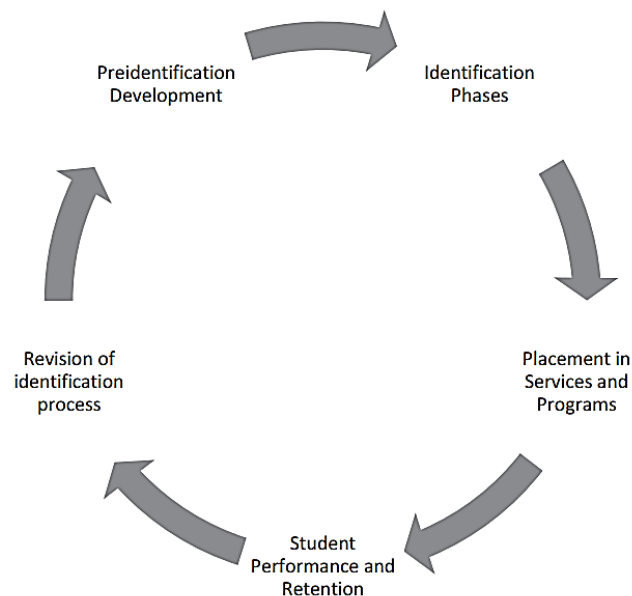 Preidentification
Development
Identification
Phases
Placement in
Services and
Programs
Student
Performance and
Retention
Revision of
identification
process